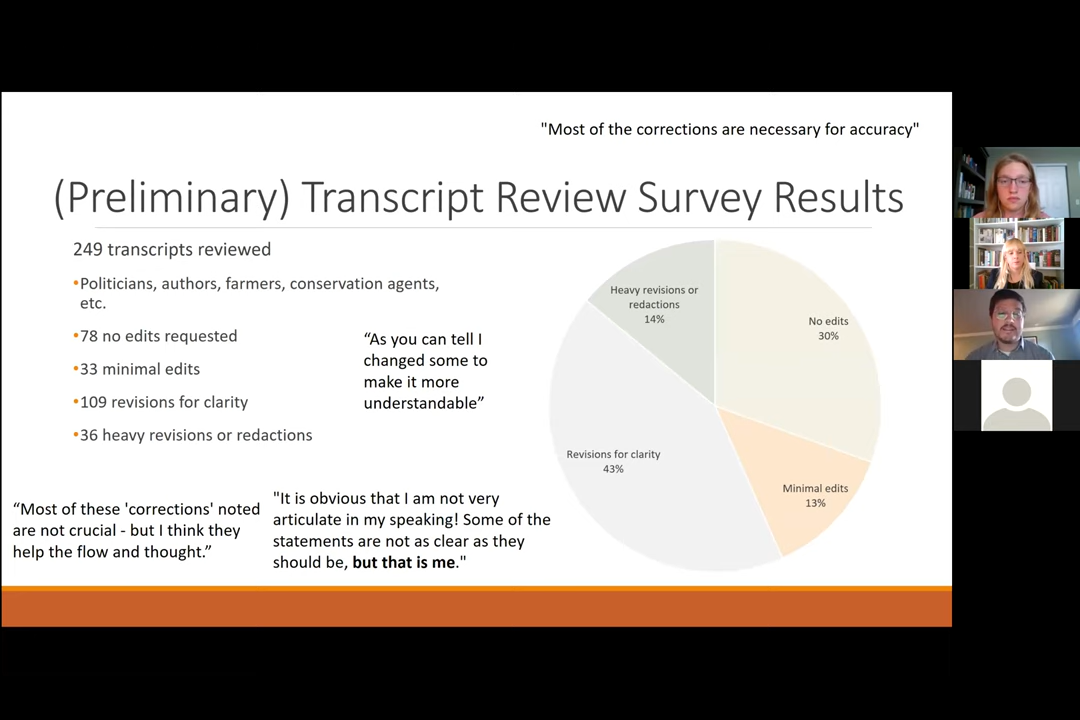 "Most of the corrections are necessary for accuracy"
(Preliminary) Transcript Review Survey Results
249 transcripts reviewed
•Politicians, authors, farmers, conservation agents,
etc.
•78 no edits requested
•33 minimal edits
•109 revisions for clarity
•36 heavy revisions or redactions
“As you can tell I
changed some to
make it more
understandable”
“Most of these 'corrections' noted
are not crucial - but I think they
help the flow and thought.”
"It is obvious that I am not very
articulate in my speaking! Some of the
statements are not as clear as they
should be, but that is me."
Heavy revisions or
redactions
14%
No edits
30%
Revisions for clarity
43%
Minimal edits
13%